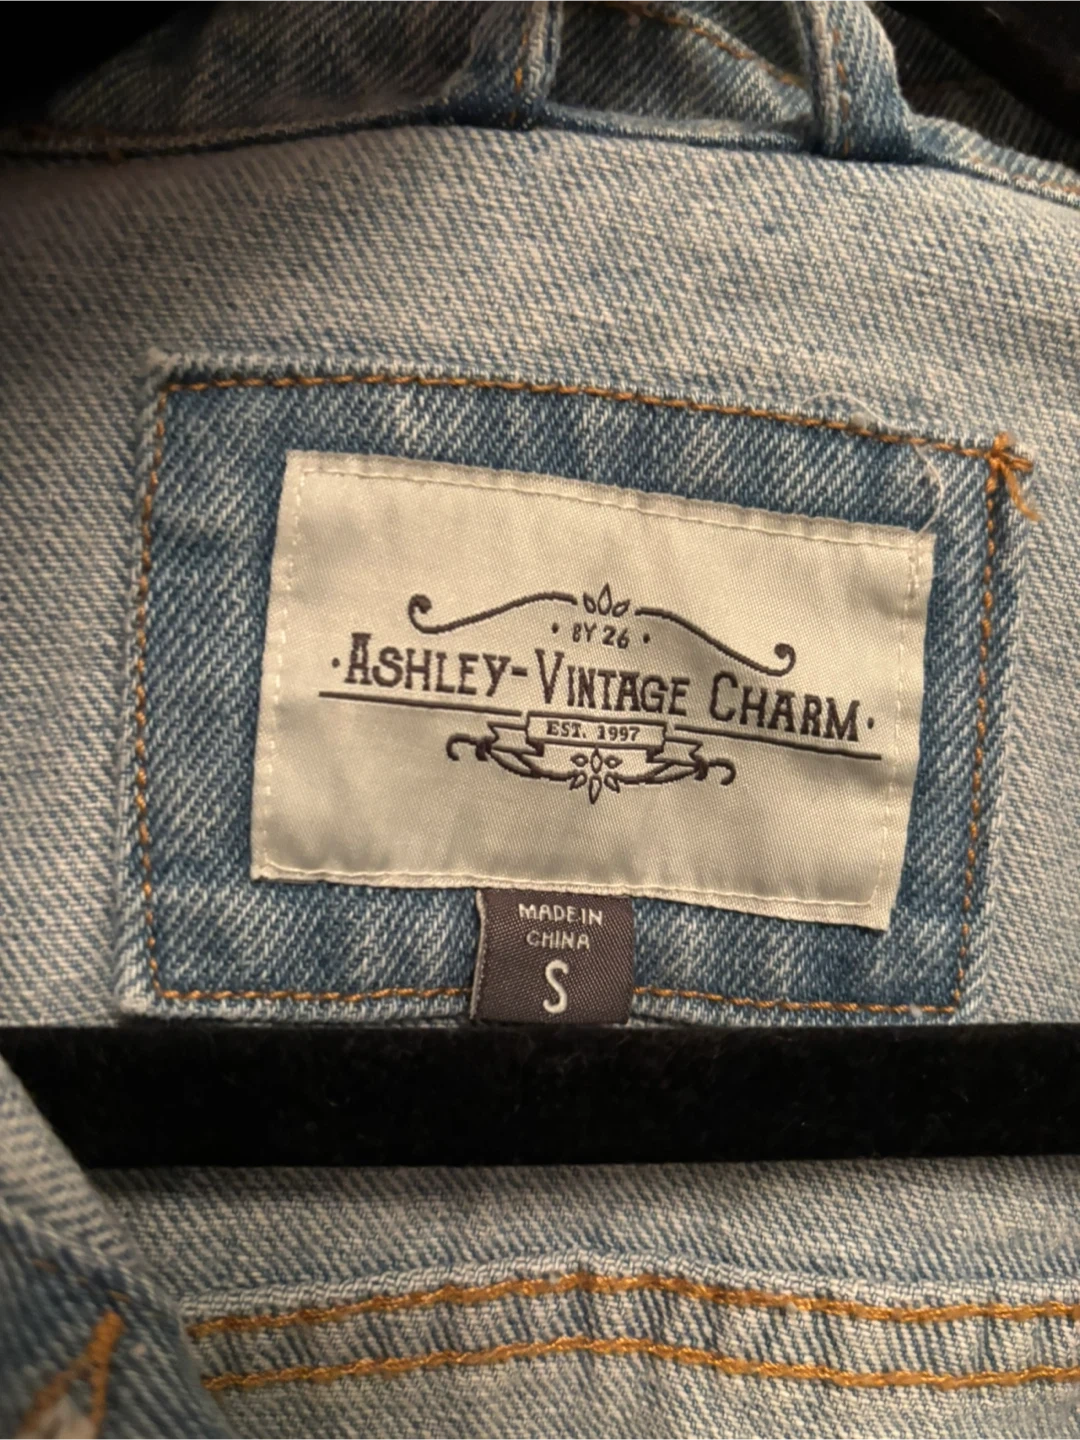 • BY 26 •
·ASHLEY-VINTAGE CHARM·
EST. 1997
MADE IN
CHINA
S